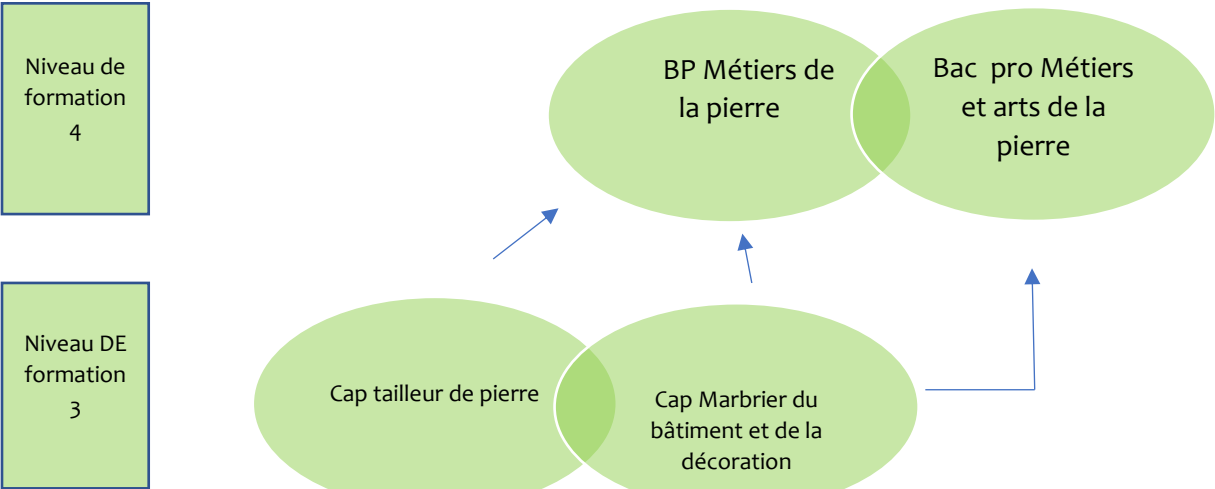 Niveau de
formation
4
BP Métiers de
la pierre
Bac  pro Métiers
et arts de la
pierre
Niveau DE
formation
3
Cap tailleur de pierre
Cap Marbrier du
bâtiment et de la
décoration